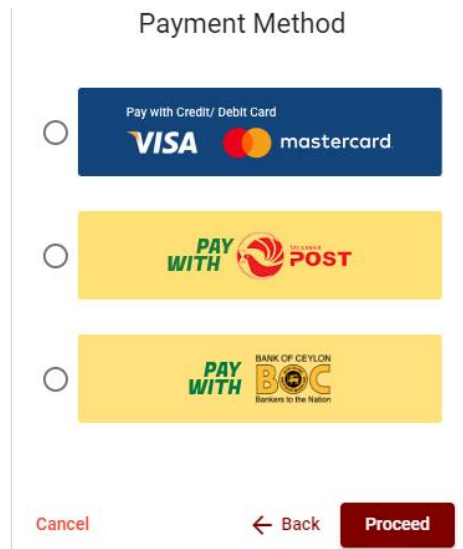 Payment Method
Pay with Credit/ Debit Card
VISA mastercard
PAY WITH
SRI LANKA
POST
PAY WITH
BANK OF CEYLON
BOC
Bankers to the Nation
Cancel ← Back Proceed